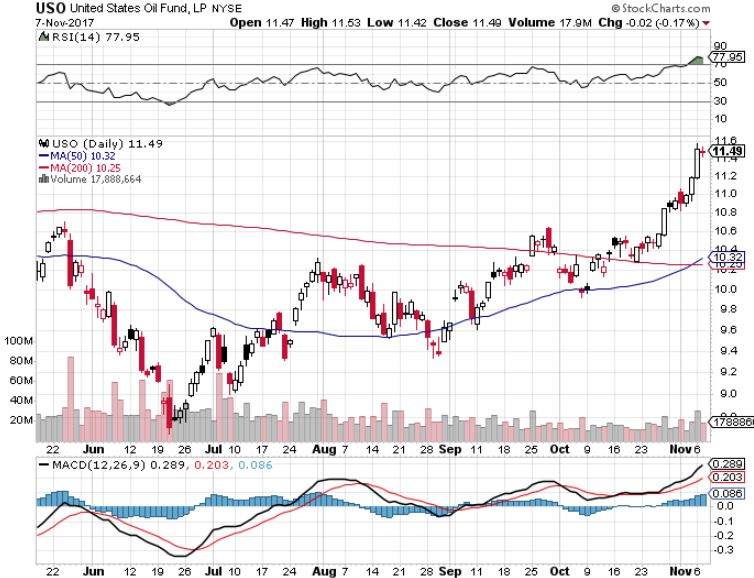 USO United States Oil Fund, LP NYSE © StockCharts.com
7-Nov-2017 Open 11.47 High 11.53 Low 11.42 Close 11.49 Volume 17.9M Chg -0.02 (-0.17%)
RSI(14) 77.95
90
77.95
70
50
30
10
USO (Daily) 11.49
MA(50) 10.32
MA(200) 10.25
Volume 17,888,664
11.6
11.49
11.2
11.0
10.8
10.6
10.4
10.32
10.25
10.0
9.8
9.6
9.4
9.2
9.0
100M
80M
60M
40M
20M
1788866
22 Jun 12 19 26 Jul 10 17 24 Aug 7 14 21 28 Sep 11 18 25 Oct 9 16 23 Nov 6
MACD(12,26,9) 0.289, 0.203, 0.086
0.289
0.203
0.086
0.0
-0.1
-0.2
-0.3
22 Jun 12 19 26 Jul 10 17 24 Aug 7 14 21 28 Sep 11 18 25 Oct 9 16 23 Nov 6